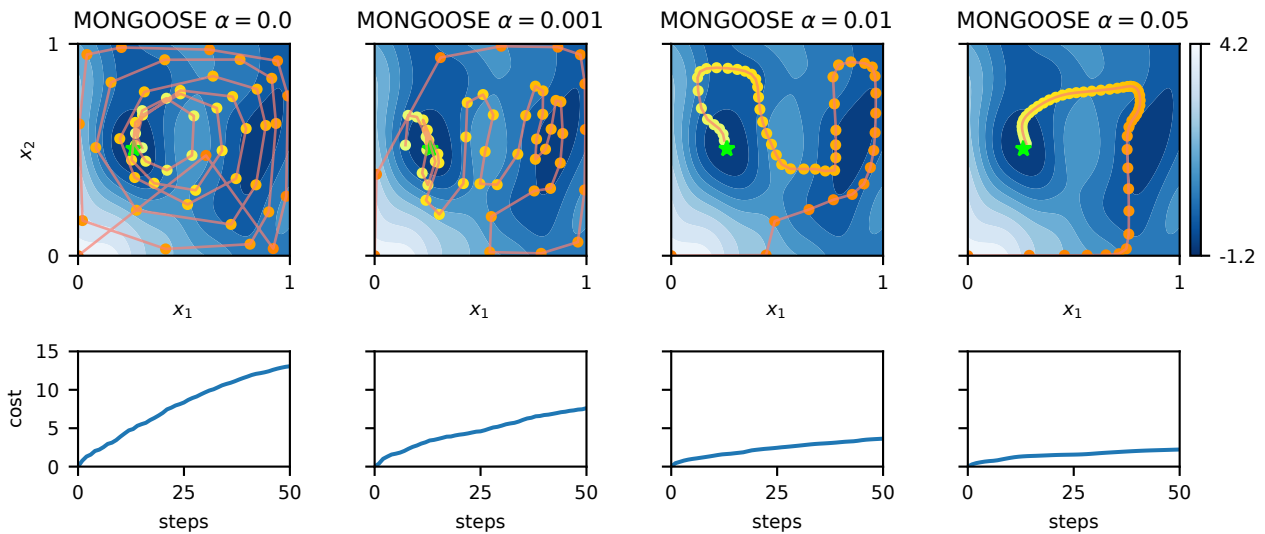 MONGOOSE α = 0.0 MONGOOSE α = 0.001 MONGOOSE α = 0.01 MONGOOSE α = 0.05
1 4.2
x₂
0 -1.2
0 1 0 1 0 1 0 1
x₁ x₁ x₁ x₁
15
10
cost
5
0
0 25 50 0 25 50 0 25 50 0 25 50
steps steps steps steps